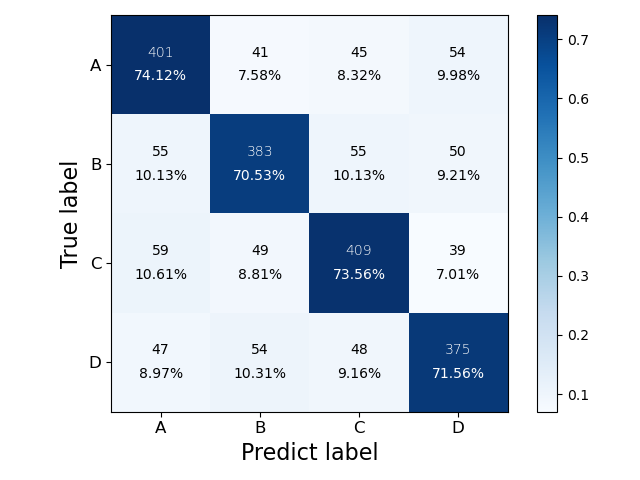 401 41 45 54
A 74.12% 7.58% 8.32% 9.98%
55 383 55 50
B 10.13% 70.53% 10.13% 9.21%
59 49 409 39
C 10.61% 8.81% 73.56% 7.01%
47 54 48 375
D 8.97% 10.31% 9.16% 71.56%
A B C D
Predict label
True label
0.7
0.6
0.5
0.4
0.3
0.2
0.1